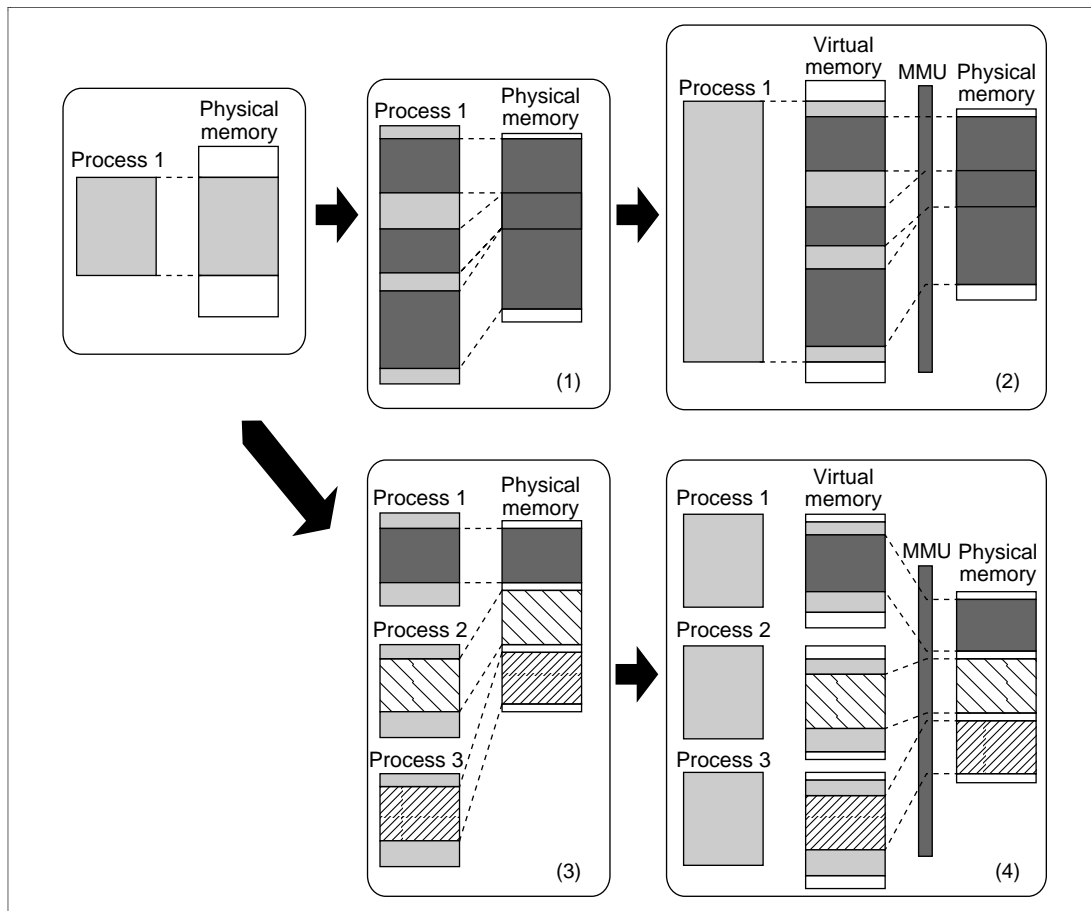 Process 1
Physical
memory
Process 1
Physical
memory
(1)
Process 1
Virtual
memory
MMU
Physical
memory
(2)
Process 1
Physical
memory
Process 2
Process 3
(3)
Process 1
Virtual
memory
MMU
Physical
memory
Process 2
Process 3
(4)